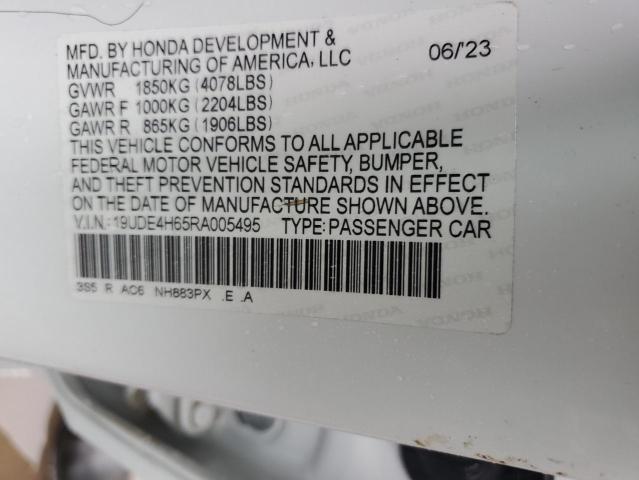 MFD. BY HONDA DEVELOPMENT & MANUFACTURING OF AMERICA, LLC 06/'23
GVWR 1850KG (4078LBS)
GAWR F 1000KG (2204LBS)
GAWR R 865KG (1906LBS)
THIS VEHICLE CONFORMS TO ALL APPLICABLE
FEDERAL MOTOR VEHICLE SAFETY, BUMPER,
AND THEFT PREVENTION STANDARDS IN EFFECT
ON THE DATE OF MANUFACTURE SHOWN ABOVE.
V.I.N.: 19UDE4H65RA005495 TYPE: PASSENGER CAR
3S5 R AC6 NH883PX .E .A